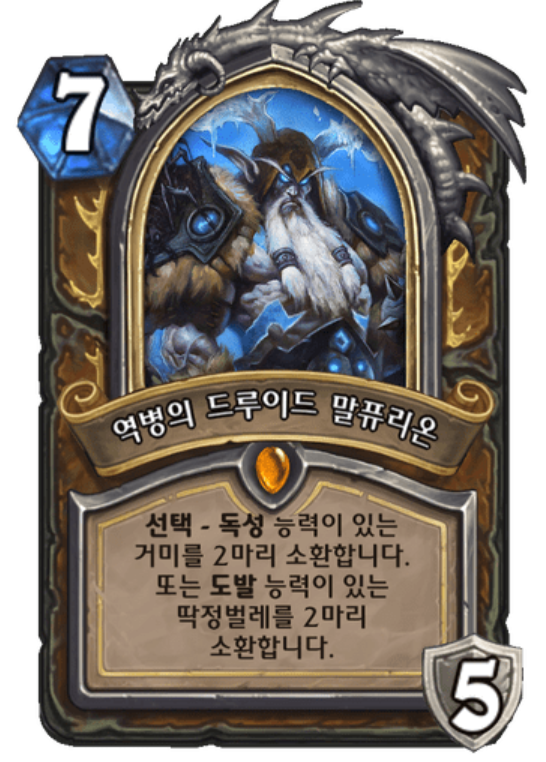 7
역병의 드루이드 말퓨리온
선택 - 독성 능력이 있는
거미를 2마리 소환합니다.
또는 도발 능력이 있는
딱정벌레를 2마리
소환합니다.
5